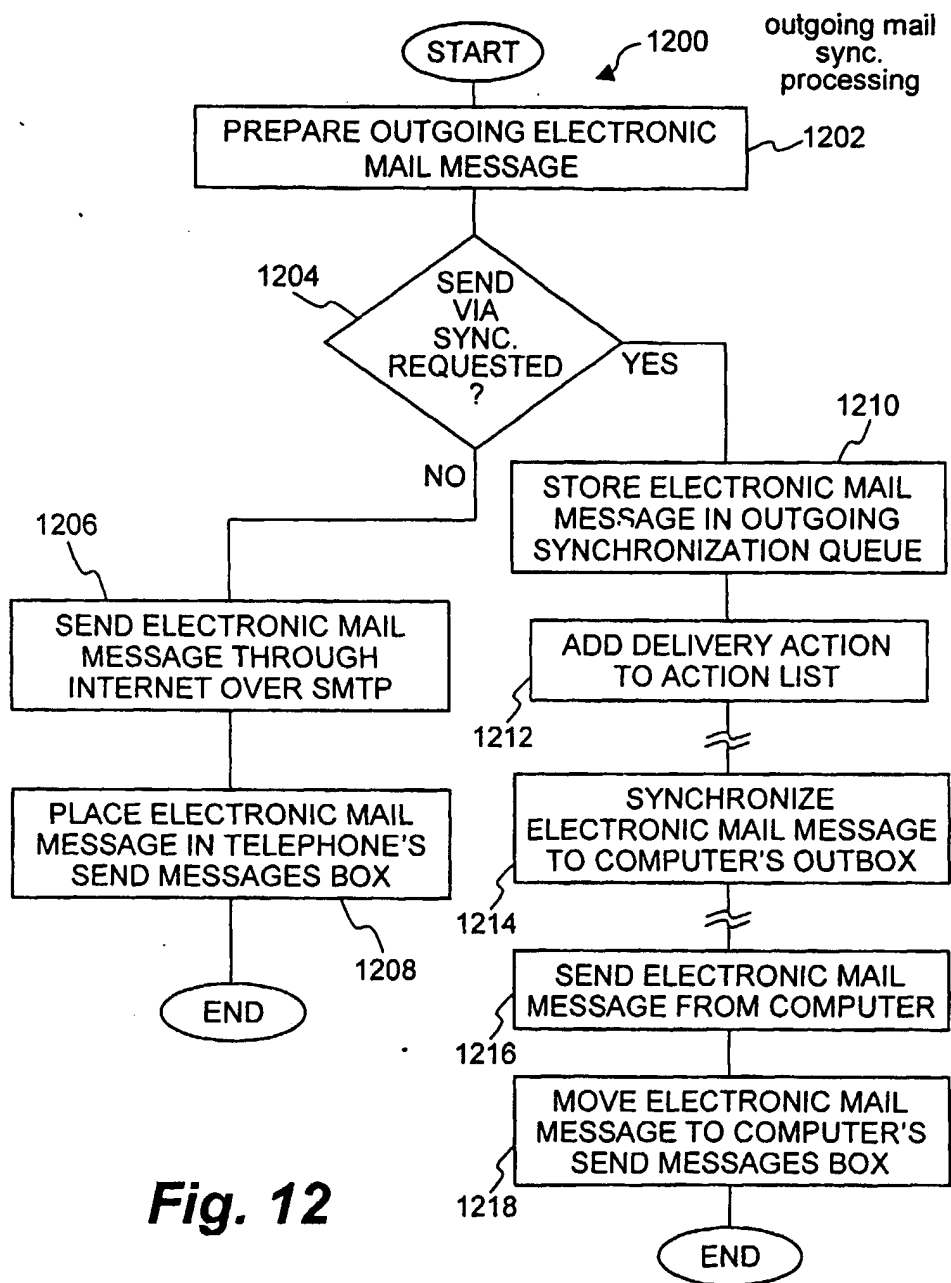 START
1200
outgoing mail
sync.
processing
PREPARE OUTGOING ELECTRONIC
MAIL MESSAGE
1202
1204
SEND
VIA
SYNC.
REQUESTED
?
YES
NO
1210
STORE ELECTRONIC MAIL
MESSAGE IN OUTGOING
SYNCHRONIZATION QUEUE
1206
SEND ELECTRONIC MAIL
MESSAGE THROUGH
INTERNET OVER SMTP
ADD DELIVERY ACTION
TO ACTION LIST
1212
PLACE ELECTRONIC MAIL
MESSAGE IN TELEPHONE'S
SEND MESSAGES BOX
1208
END
SYNCHRONIZE
ELECTRONIC MAIL MESSAGE
TO COMPUTER'S OUTBOX
1214
SEND ELECTRONIC MAIL
MESSAGE FROM COMPUTER
1216
MOVE ELECTRONIC MAIL
MESSAGE TO COMPUTER'S
SEND MESSAGES BOX
1218
END
Fig. 12